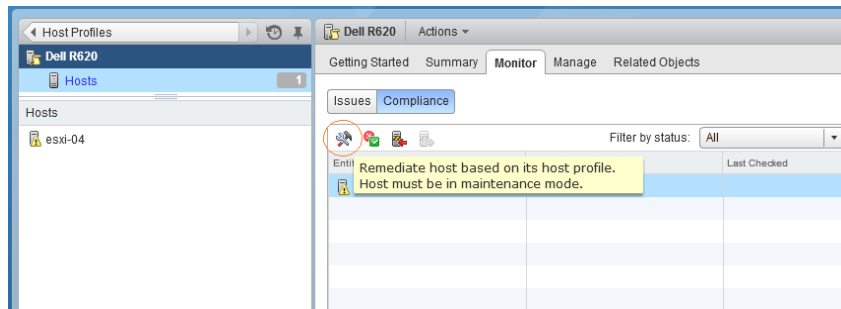 Host Profiles
Dell R620
Hosts 1
Hosts
esxi-04
Dell R620 Actions
Getting Started Summary Monitor Manage Related Objects
Issues Compliance
Filter by status: All
Last Checked
Remediate host based on its host profile.
Host must be in maintenance mode.